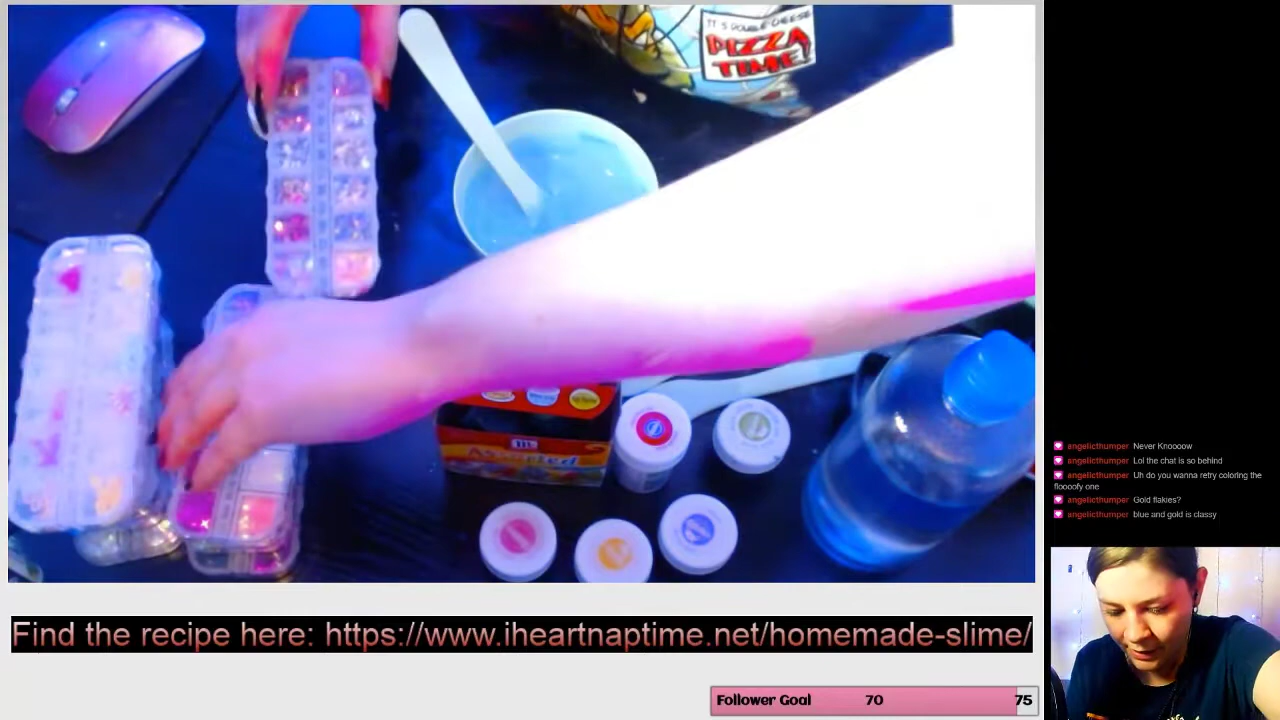 IT'S DOUBLE CHEESE
PIZZA
TIME!
Assorted
angelicthumper Never Knoooow
angelicthumper Lol the chat is so behind
angelicthumper Uh do you wanna retry coloring the
floooofy one
angelicthumper Gold flakies?
angelicthumper blue and gold is classy
Find the recipe here: https://www.iheartnaptime.net/homemade-slime/
Follower Goal 70 75